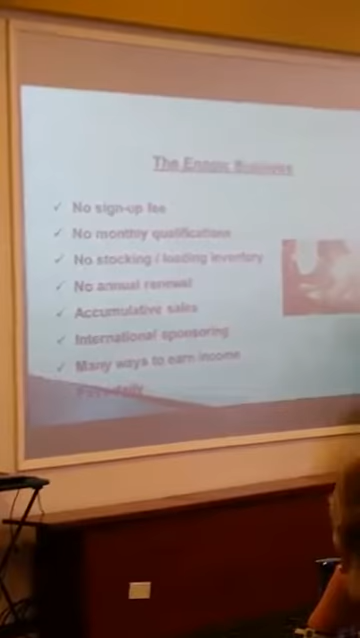 The Enagic Business
No sign-up fee
No monthly qualifications
No stocking / loading inventory
No annual renewal
Accumulative sales
International sponsoring
Many ways to earn income